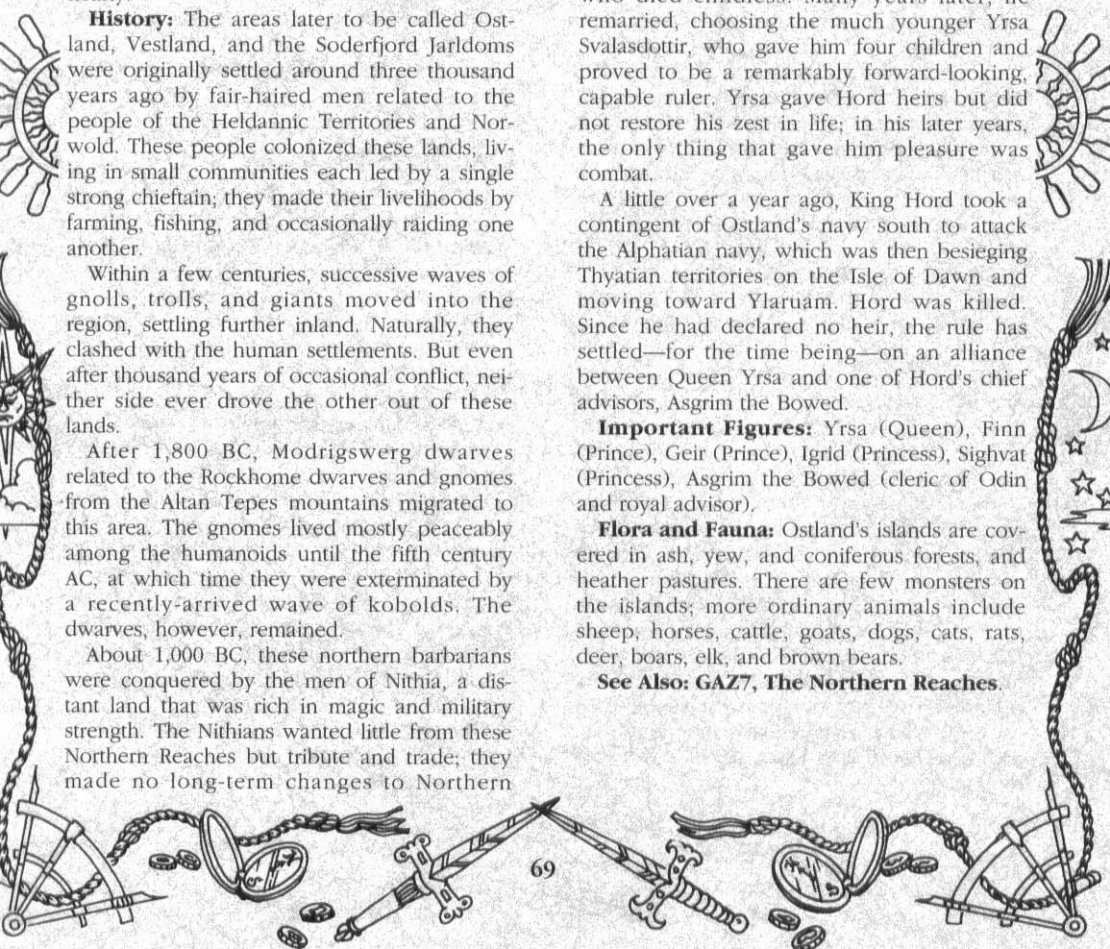 History: The areas later to be called Ost-
land, Vestland, and the Soderfjord Jarldoms
were originally settled around three thousand
years ago by fair-haired men related to the
people of the Heldannic Territories and Nor-
wold. These people colonized these lands, liv-
ing in small communities each led by a single
strong chieftain; they made their livelihoods by
farming, fishing, and occasionally raiding one
another.
Within a few centuries, successive waves of
gnolls, trolls, and giants moved into the
region, settling further inland. Naturally, they
clashed with the human settlements. But even
after thousand years of occasional conflict, nei-
ther side ever drove the other out of these
lands.
After 1,800 BC, Modrigswerg dwarves
related to the Rockhome dwarves and gnomes
from the Altan Tepes mountains migrated to
this area. The gnomes lived mostly peaceably
among the humanoids until the fifth century
AC, at which time they were exterminated by
a recently-arrived wave of kobolds. The
dwarves, however, remained.
About 1,000 BC, these northern barbarians
were conquered by the men of Nithia, a dis-
tant land that was rich in magic and military
strength. The Nithians wanted little from these
Northern Reaches but tribute and trade; they
made no long-term changes to Northern
who died childless. Many years later, he
remarried, choosing the much younger Yrsa
Svalasdottir, who gave him four children and
proved to be a remarkably forward-looking,
capable ruler. Yrsa gave Hord heirs but did
not restore his zest in life; in his later years,
the only thing that gave him pleasure was
combat.
A little over a year ago, King Hord took a
contingent of Ostland's navy south to attack
the Alphatian navy, which was then besieging
Thyatian territories on the Isle of Dawn and
moving toward Ylaruam. Hord was killed.
Since he had declared no heir, the rule has
settled—for the time being—on an alliance
between Queen Yrsa and one of Hord's chief
advisors, Asgrim the Bowed.
Important Figures: Yrsa (Queen), Finn
(Prince), Geir (Prince), Igrid (Princess), Sighvat
(Princess), Asgrim the Bowed (cleric of Odin
and royal advisor).
Flora and Fauna: Ostland's islands are cov-
ered in ash, yew, and coniferous forests, and
heather pastures. There are few monsters on
the islands; more ordinary animals include
sheep, horses, cattle, goats, dogs, cats, rats,
deer, boars, elk, and brown bears.
See Also: GAZ7, The Northern Reaches.
69